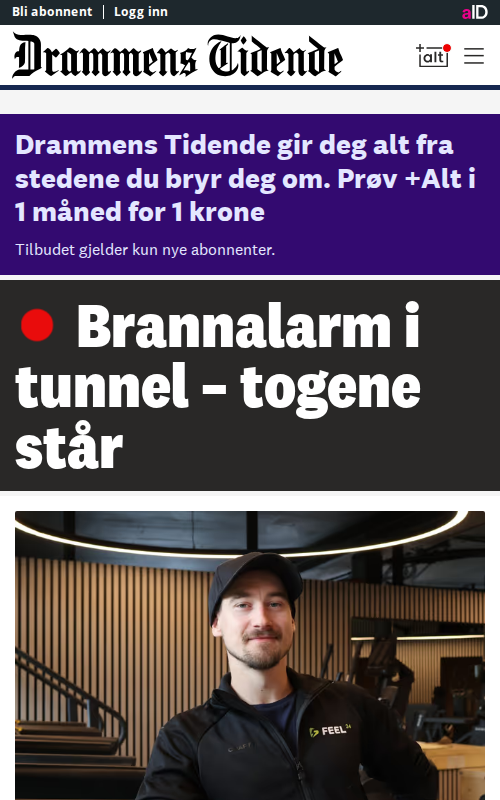 Bli abonnent | Logg inn
aID
Drammens Tidende
+alt
Drammens Tidende gir deg alt fra
stedene du bryr deg om. Prøv +Alt i
1 måned for 1 krone
Tilbudet gjelder kun nye abonnenter.
Brannalarm i
tunnel – togene
står
FEEL24